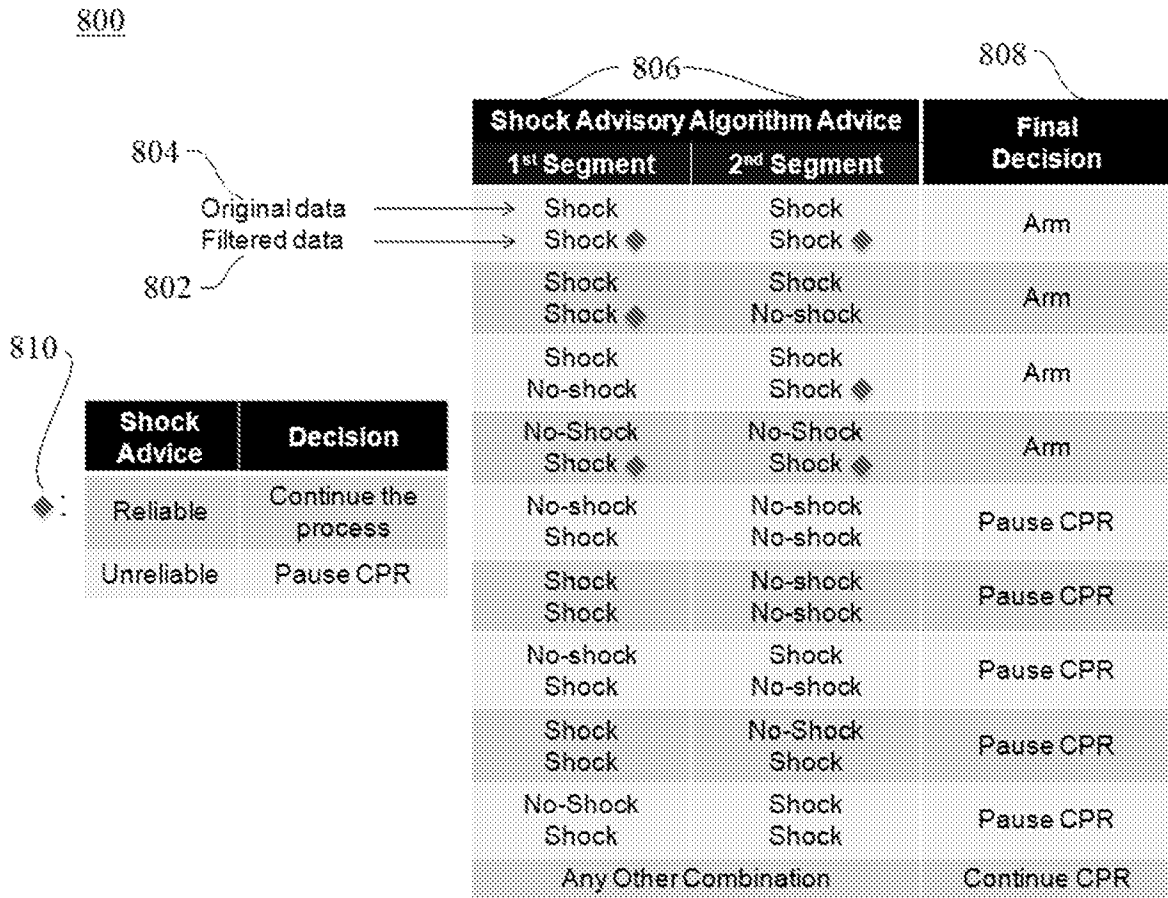 800
806
808
Shock Advisory Algorithm Advice
Final
Decision
1st Segment
2nd Segment
804
Original data
Shock
Shock
Arm
Filtered data
Shock
Shock
802
Shock
Shock
Arm
Shock
No-shock
810
Shock
Shock
Arm
No-shock
Shock
Shock
Advice
Decision
No-Shock
No-Shock
Arm
Shock
Shock
:
Reliable
Continue the
process
No-shock
No-shock
Pause CPR
Shock
No-shock
Unreliable
Pause CPR
Shock
No-shock
Pause CPR
Shock
No-shock
No-shock
Shock
Pause CPR
Shock
No-shock
Shock
No-Shock
Pause CPR
Shock
Shock
No-Shock
Shock
Pause CPR
Shock
Shock
Any Other Combination
Continue CPR